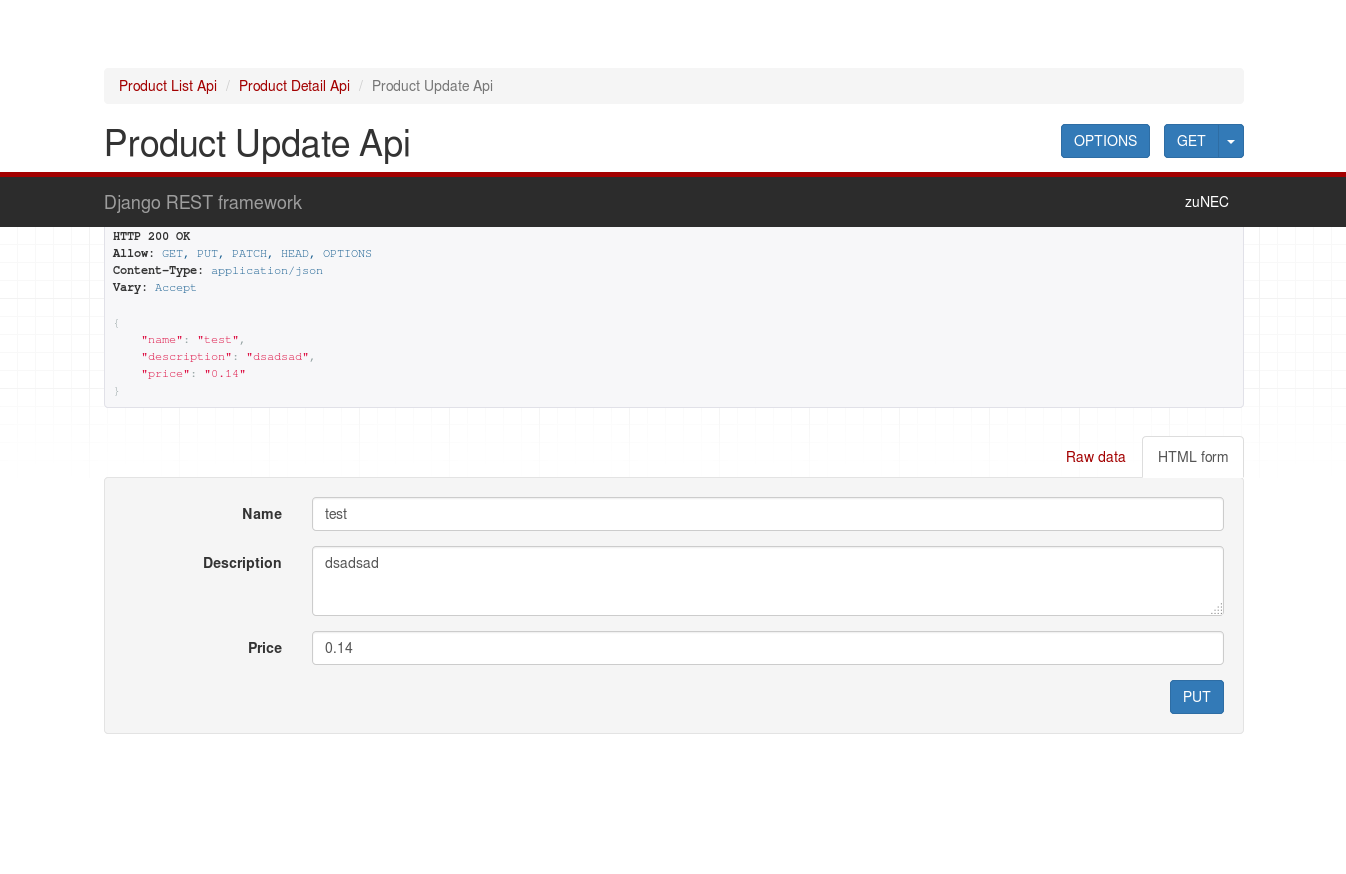 Product List Api / Product Detail Api / Product Update Api
Product Update Api
OPTIONS
GET
Django REST framework
zuNEC
HTTP 200 OK
Allow: GET, PUT, PATCH, HEAD, OPTIONS
Content-Type: application/json
Vary: Accept
{
"name": "test",
"description": "dsadsad",
"price": "0.14"
}
Raw data
HTML form
Name
test
Description
dsadsad
Price
0.14
PUT